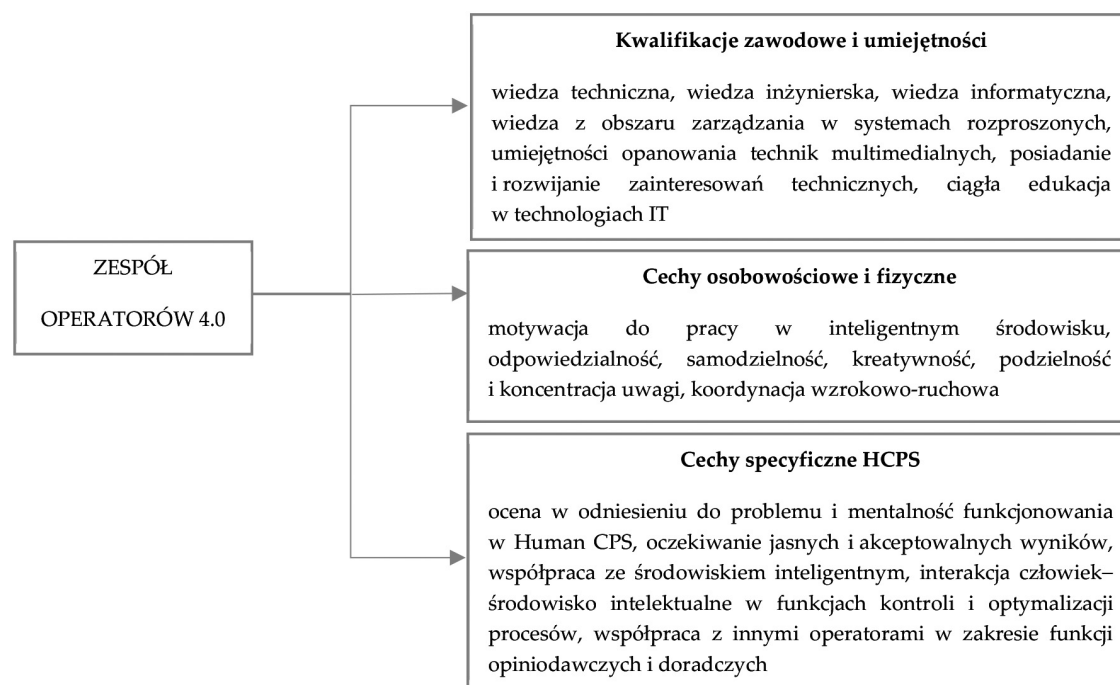 Kwalifikacje zawodowe i umiejętności
wiedza techniczna, wiedza inżynierska, wiedza informatyczna,
wiedza z obszaru zarządzania w systemach rozproszonych,
umiejętności opanowania technik multimedialnych, posiadanie
i rozwijanie zainteresowań technicznych, ciągła edukacja
w technologiach IT
ZESPÓŁ
OPERATORÓW 4.0
Cechy osobowościowe i fizyczne
motywacja do pracy w inteligentnym środowisku,
odpowiedzialność, samodzielność, kreatywność, podzielność
i koncentracja uwagi, koordynacja wzrokowo-ruchowa
Cechy specyficzne HCPS
ocena w odniesieniu do problemu i mentalność funkcjonowania
w Human CPS, oczekiwanie jasnych i akceptowalnych wyników,
współpraca ze środowiskiem inteligentnym, interakcja człowiek–
środowisko intelektualne w funkcjach kontroli i optymalizacji
procesów, współpraca z innymi operatorami w zakresie funkcji
opiniodawczych i doradczych